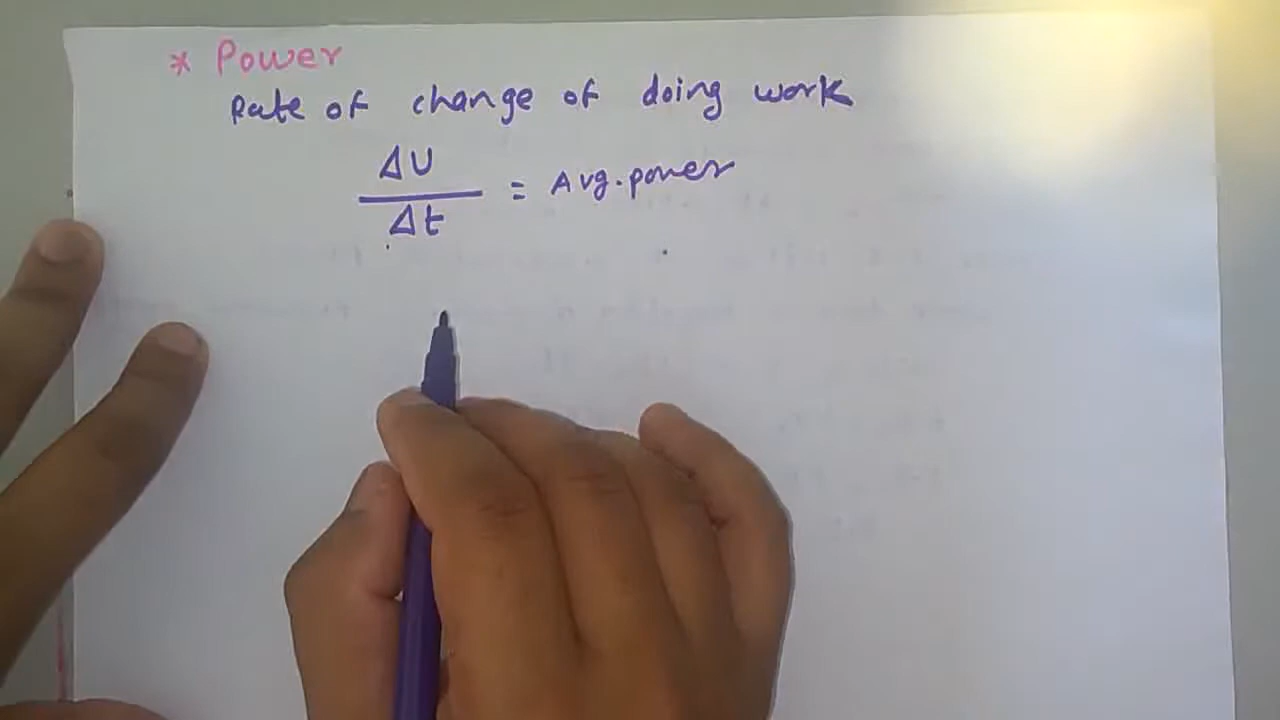 * Power
Rate of change of doing work
ΔU
Δt
= Avg. power